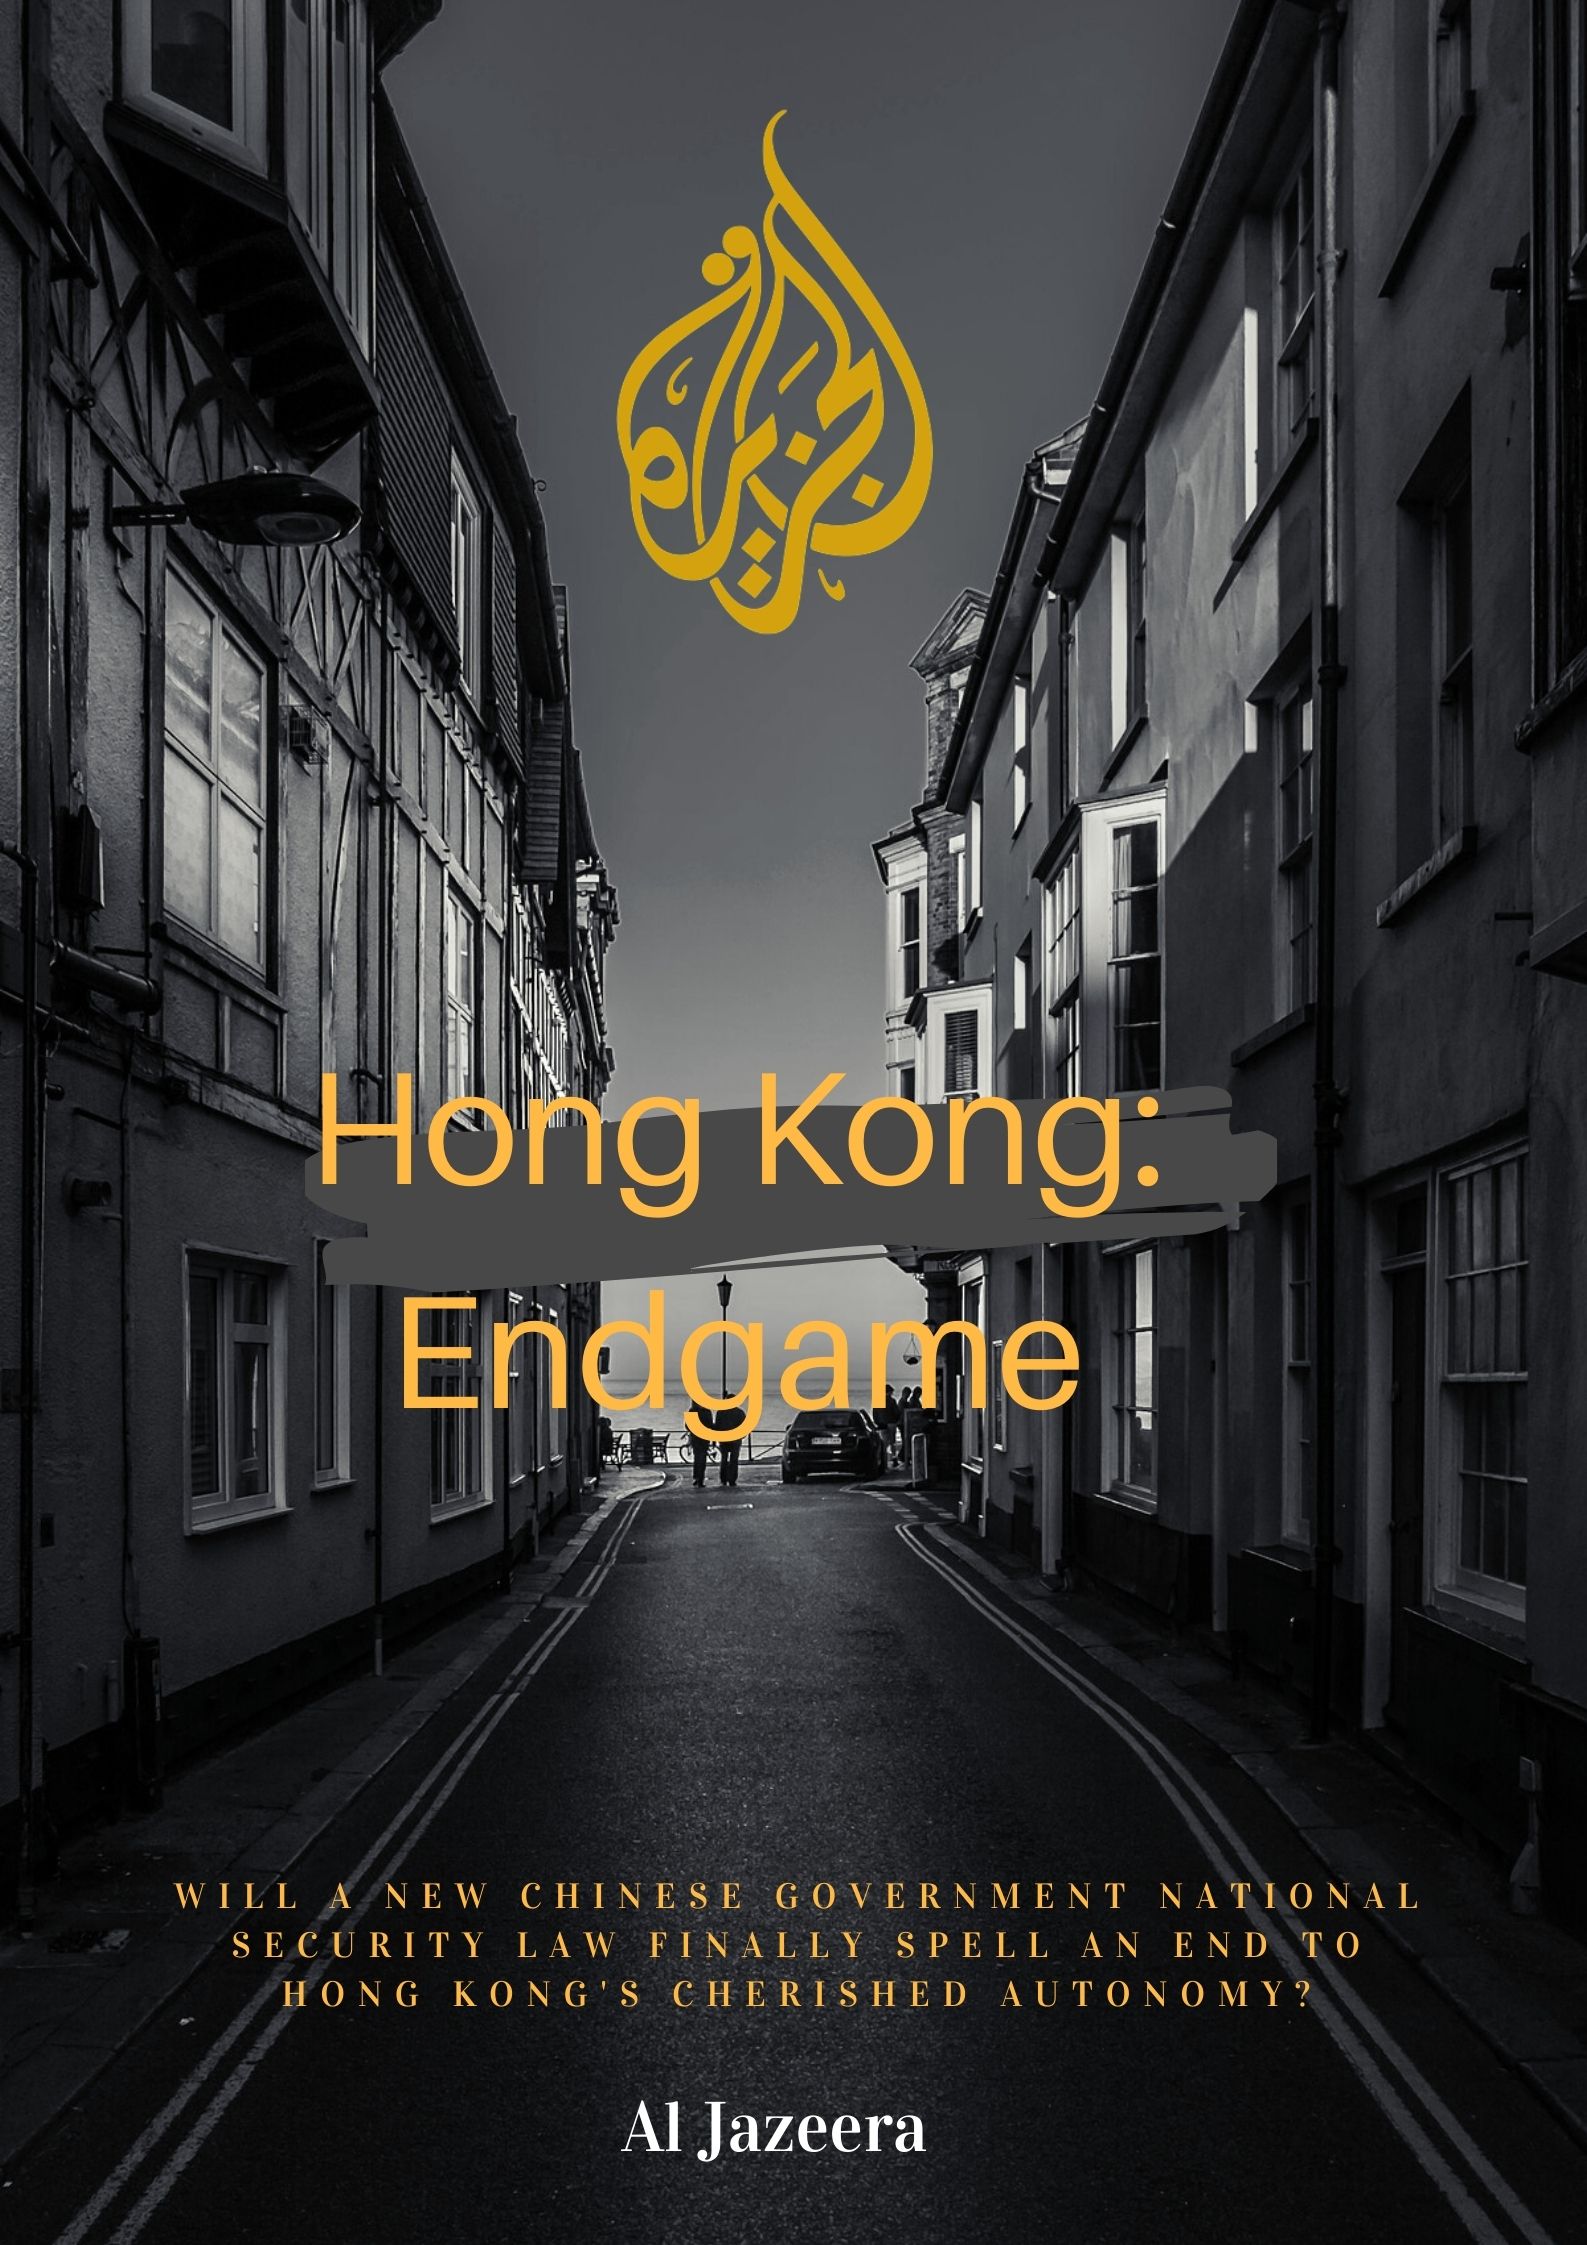 الجزيرة
Hong Kong:
Endgame
WILL A NEW CHINESE GOVERNMENT NATIONAL
SECURITY LAW FINALLY SPELL AN END TO
HONG KONG'S CHERISHED AUTONOMY?
Al Jazeera